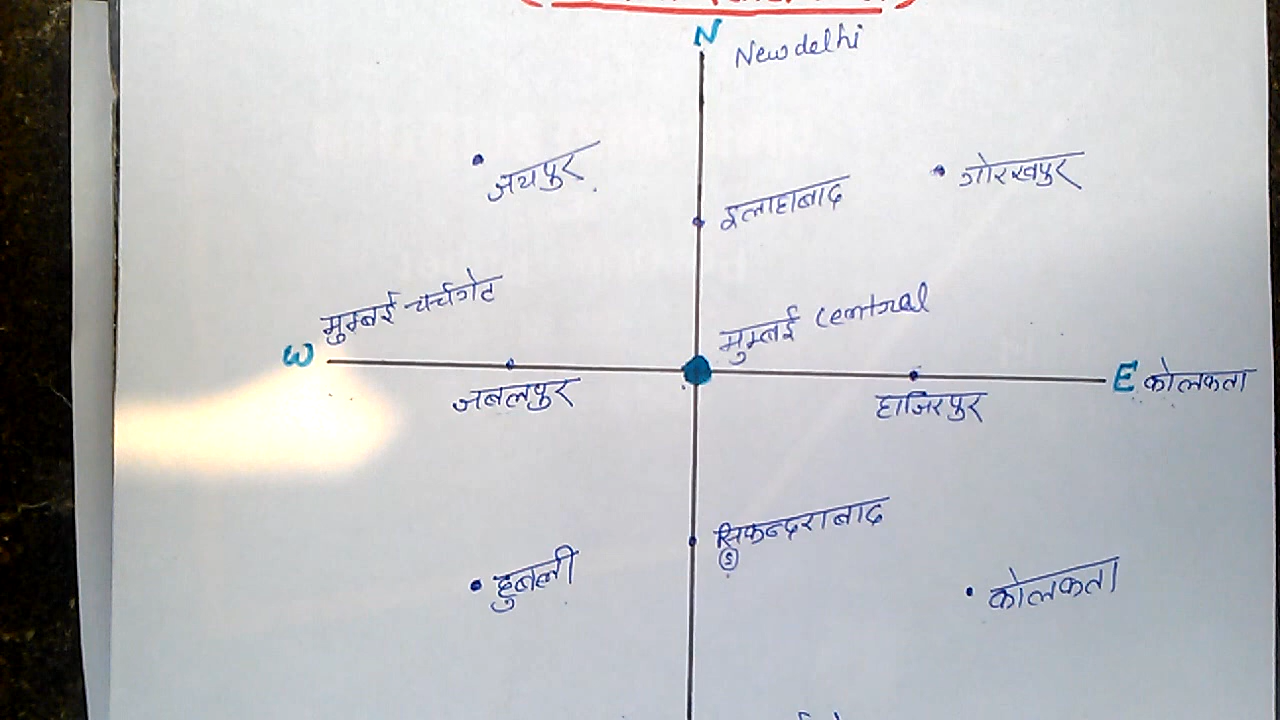 N
New delhi
जयपुर
गोरखपुर
इलाहाबाद
मुम्बई चर्चगेट
मुम्बई central
W
E कोलकता
जबलपुर
हाजिरपुर
सिकन्दराबाद
S
हुबली
कोलकता